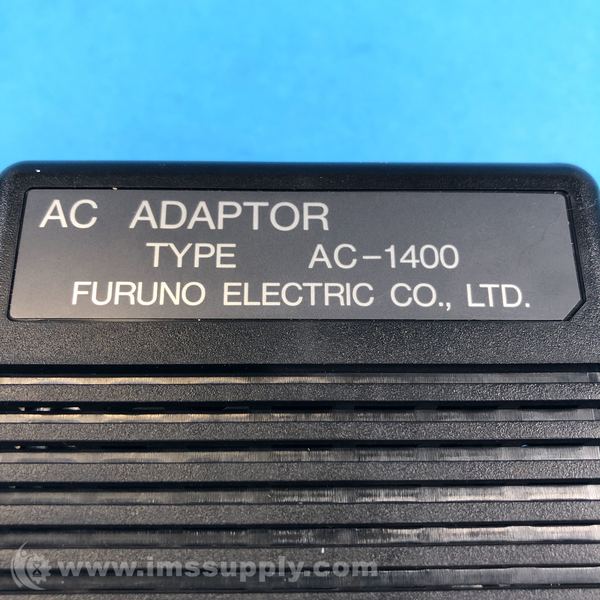 AC ADAPTOR
TYPE AC-1400
FURUNO ELECTRIC CO., LTD.
www.imssupply.com